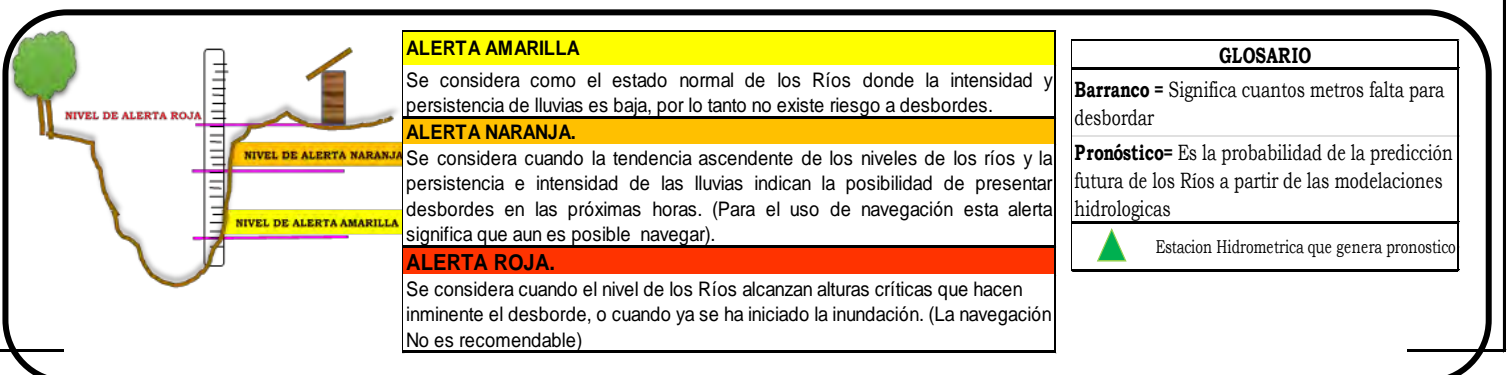 NIVEL DE ALERTA ROJA
NIVEL DE ALERTA NARANJA
NIVEL DE ALERTA AMARILLA
ALERTA AMARILLA
Se considera como el estado normal de los Ríos donde la intensidad y
persistencia de lluvias es baja, por lo tanto no existe riesgo a desbordes.
ALERTA NARANJA.
Se considera cuando la tendencia ascendente de los niveles de los ríos y la
persistencia e intensidad de las lluvias indican la posibilidad de presentar
desbordes en las próximas horas. (Para el uso de navegación esta alerta
significa que aun es posible navegar).
ALERTA ROJA.
Se considera cuando el nivel de los Ríos alcanzan alturas críticas que hacen
inminente el desborde, o cuando ya se ha iniciado la inundación. (La navegación
No es recomendable)
GLOSARIO
Barranco = Significa cuantos metros falta para
desbordar
Pronóstico= Es la probabilidad de la predicción
futura de los Ríos a partir de las modelaciones
hidrologicas
Estacion Hidrometrica que genera pronostico